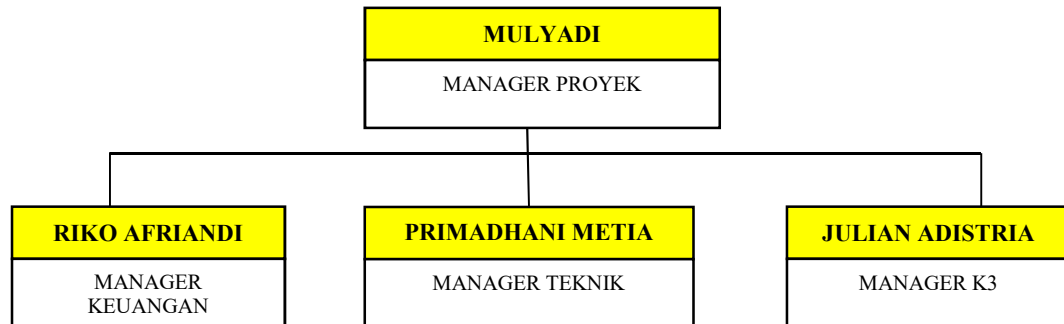 MULYADI
MANAGER PROYEK
RIKO AFRIANDI
MANAGER
KEUANGAN
PRIMADHANI METIA
MANAGER TEKNIK
JULIAN ADISTRIA
MANAGER K3